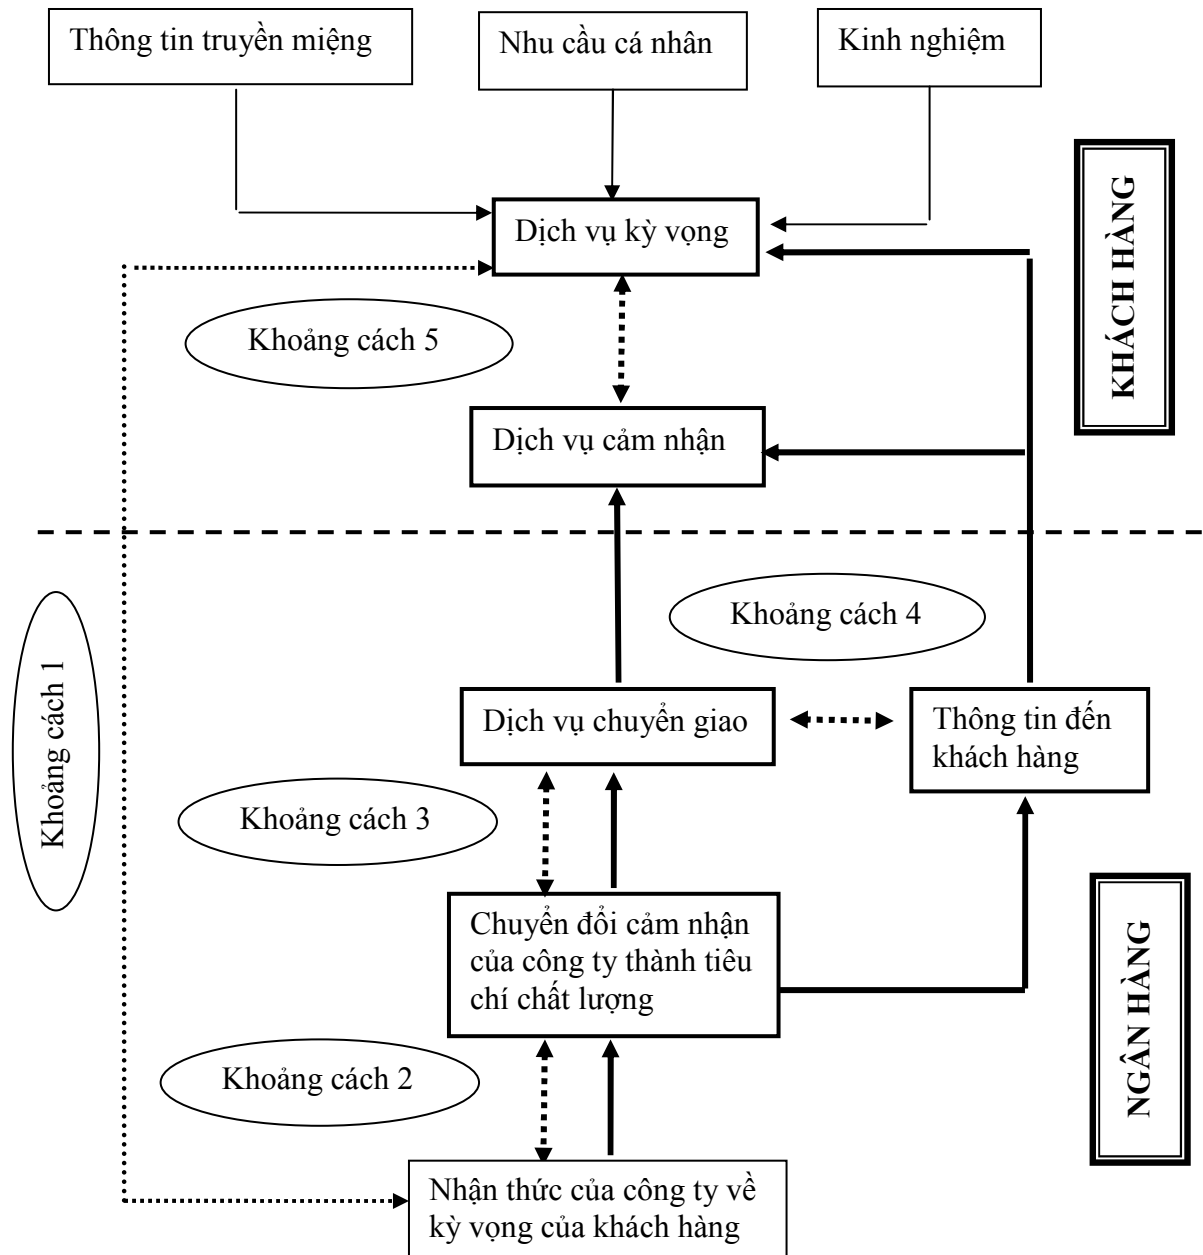 Thông tin truyền miệng
Nhu cầu cá nhân
Kinh nghiệm
KHÁCH HÀNG
Dịch vụ kỳ vọng
Khoảng cách 5
Dịch vụ cảm nhận
Khoảng cách 4
Khoảng cách 1
Dịch vụ chuyển giao
Thông tin đến
khách hàng
Khoảng cách 3
NGÂN HÀNG
Chuyển đổi cảm nhận
của công ty thành tiêu
chí chất lượng
Khoảng cách 2
Nhận thức của công ty về
kỳ vọng của khách hàng